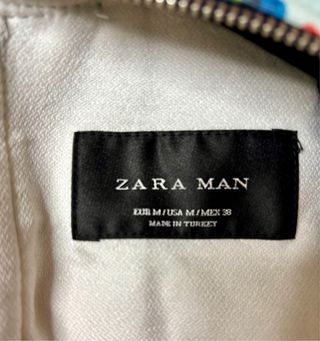 ZARA MAN
EUR M / USA M / MEX 38
MADE IN TURKEY